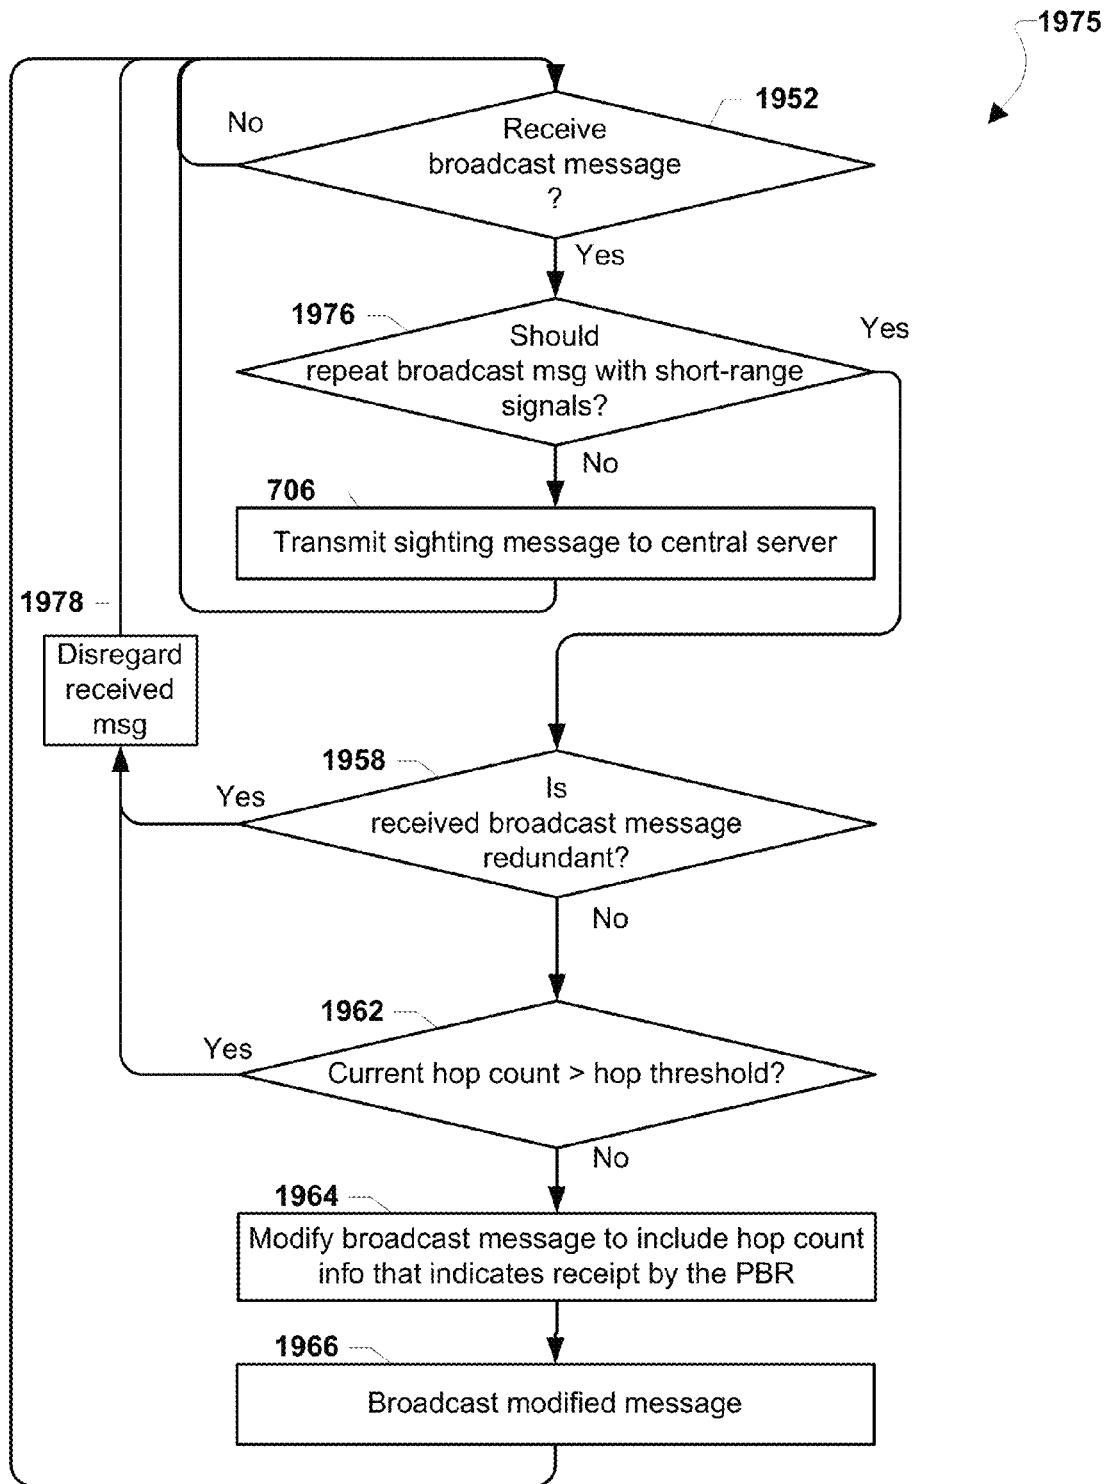 1975
1952
No
Receive
broadcast message
?
Yes
1976
Should
repeat broadcast msg with short-range
signals?
Yes
No
706
Transmit sighting message to central server
1978
Disregard
received
msg
1958
Yes
Is
received broadcast message
redundant?
No
1962
Yes
Current hop count > hop threshold?
No
1964
Modify broadcast message to include hop count
info that indicates receipt by the PBR
1966
Broadcast modified message